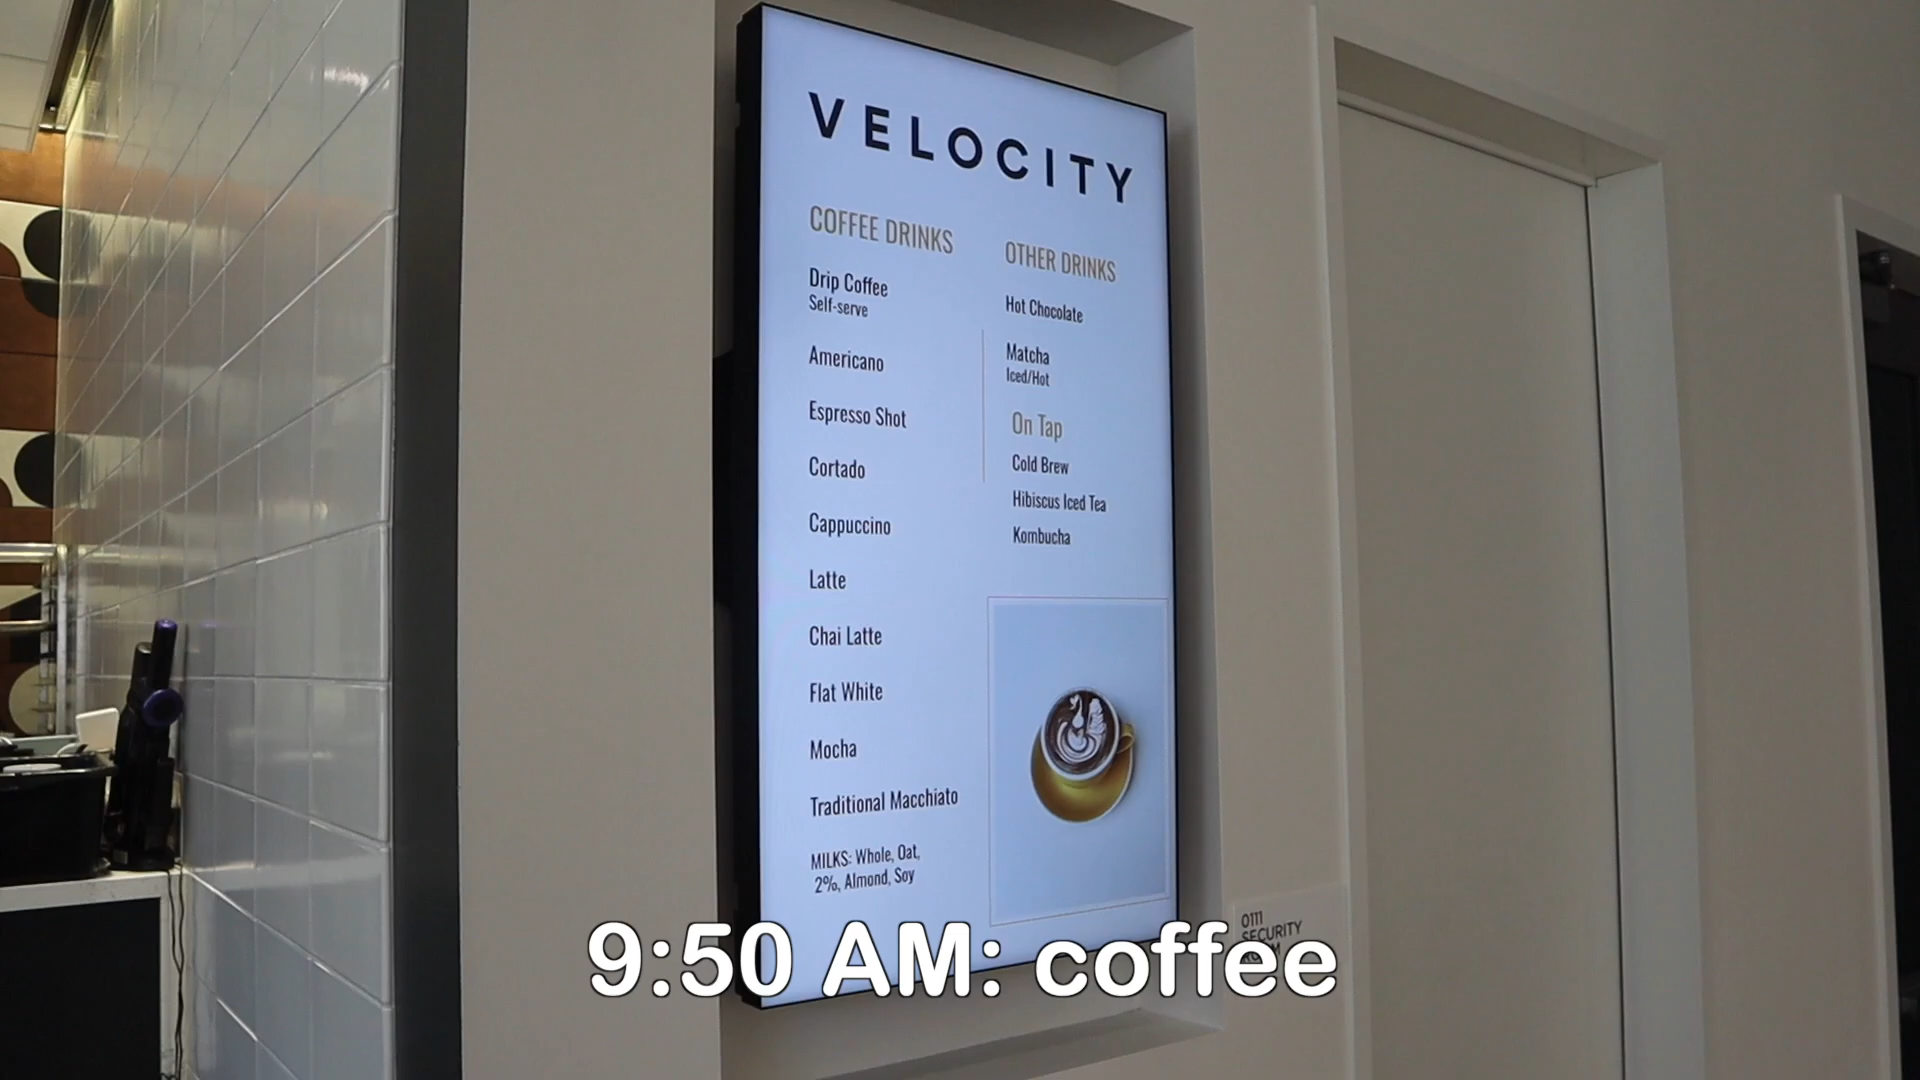 VELOCITY
COFFEE DRINKS
Drip Coffee
Self-serve
Americano
Espresso Shot
Cortado
Cappuccino
Latte
Chai Latte
Flat White
Mocha
Traditional Macchiato
MILKS: Whole, Oat,
2%, Almond, Soy
OTHER DRINKS
Hot Chocolate
Matcha
Iced/Hot
On Tap
Cold Brew
Hibiscus Iced Tea
Kombucha
0111
SECURITY
9:50 AM: coffee